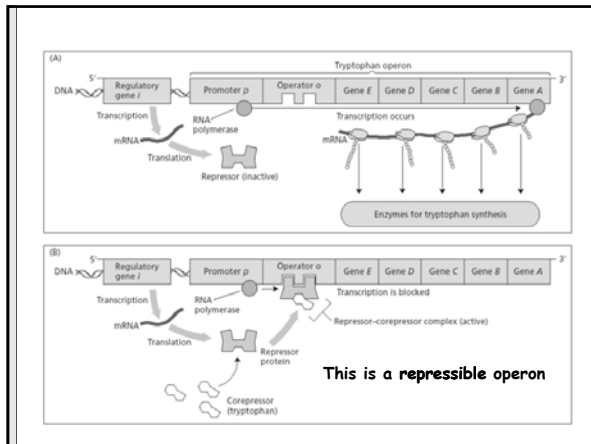 (A)
Tryptophan operon
5'
3'
DNA
Regulatory gene i
Promoter p
Operator o
Gene E
Gene D
Gene C
Gene B
Gene A
Transcription
RNA polymerase
Transcription occurs
mRNA
mRNA
Translation
Repressor (inactive)
Enzymes for tryptophan synthesis
(B)
5'
3'
DNA
Regulatory gene i
Promoter p
Operator o
Gene E
Gene D
Gene C
Gene B
Gene A
Transcription
RNA polymerase
Transcription is blocked
mRNA
Repressor–corepressor complex (active)
Translation
Repressor protein
This is a repressible operon
Corepressor (tryptophan)